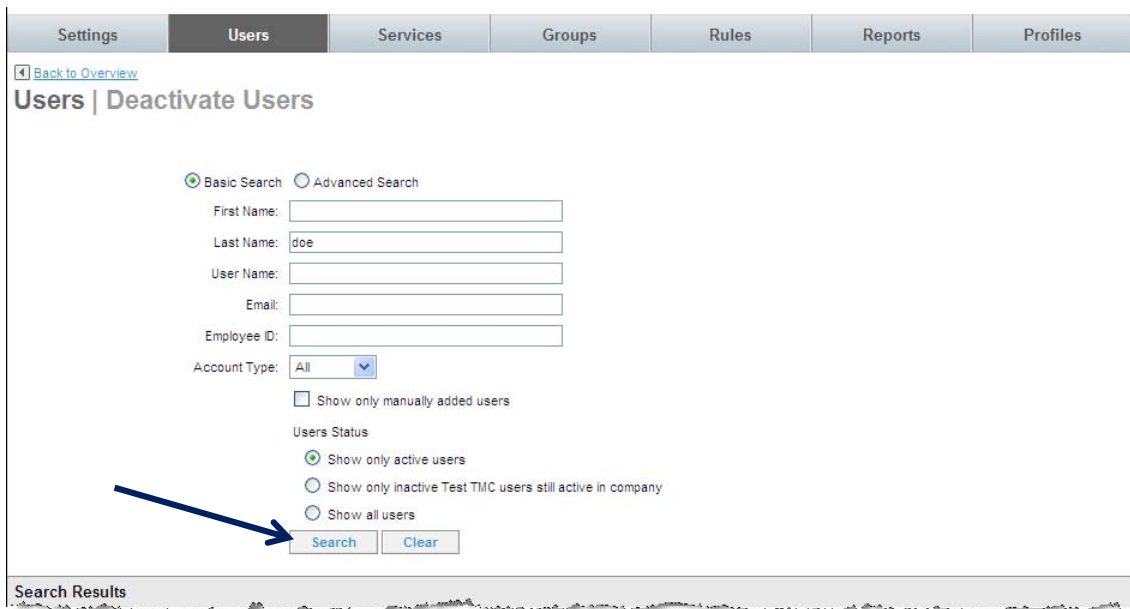 Settings Users Services Groups Rules Reports Profiles
Back to Overview
Users | Deactivate Users
Basic Search Advanced Search
First Name:
Last Name: doe
User Name:
Email:
Employee ID:
Account Type: All
Show only manually added users
Users Status
Show only active users
Show only inactive Test TMC users still active in company
Show all users
Search Clear
Search Results